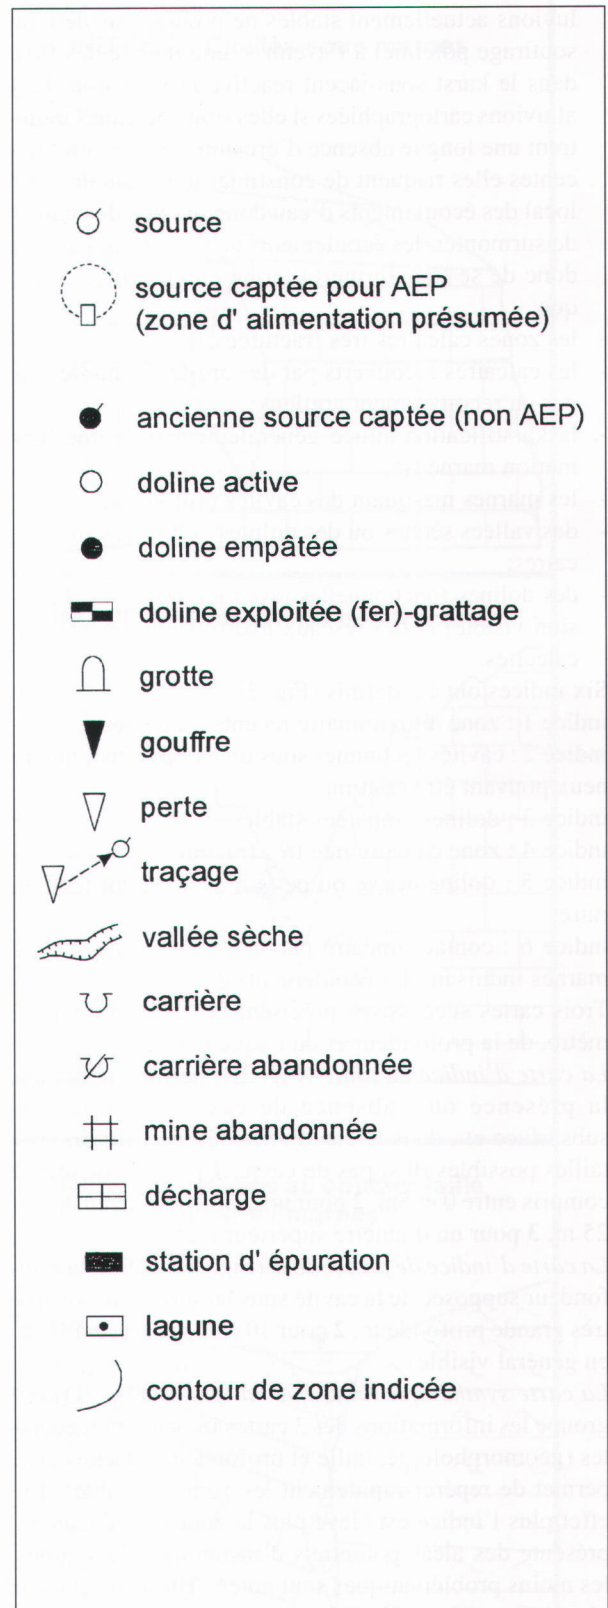 source
source captée pour AEP
(zone d' alimentation présumée)
ancienne source captée (non AEP)
doline active
doline empâtée
doline exploitée (fer)-grattage
grotte
gouffre
perte
traçage
vallée sèche
carrière
carrière abandonnée
mine abandonnée
décharge
station d' épuration
lagune
contour de zone indicée